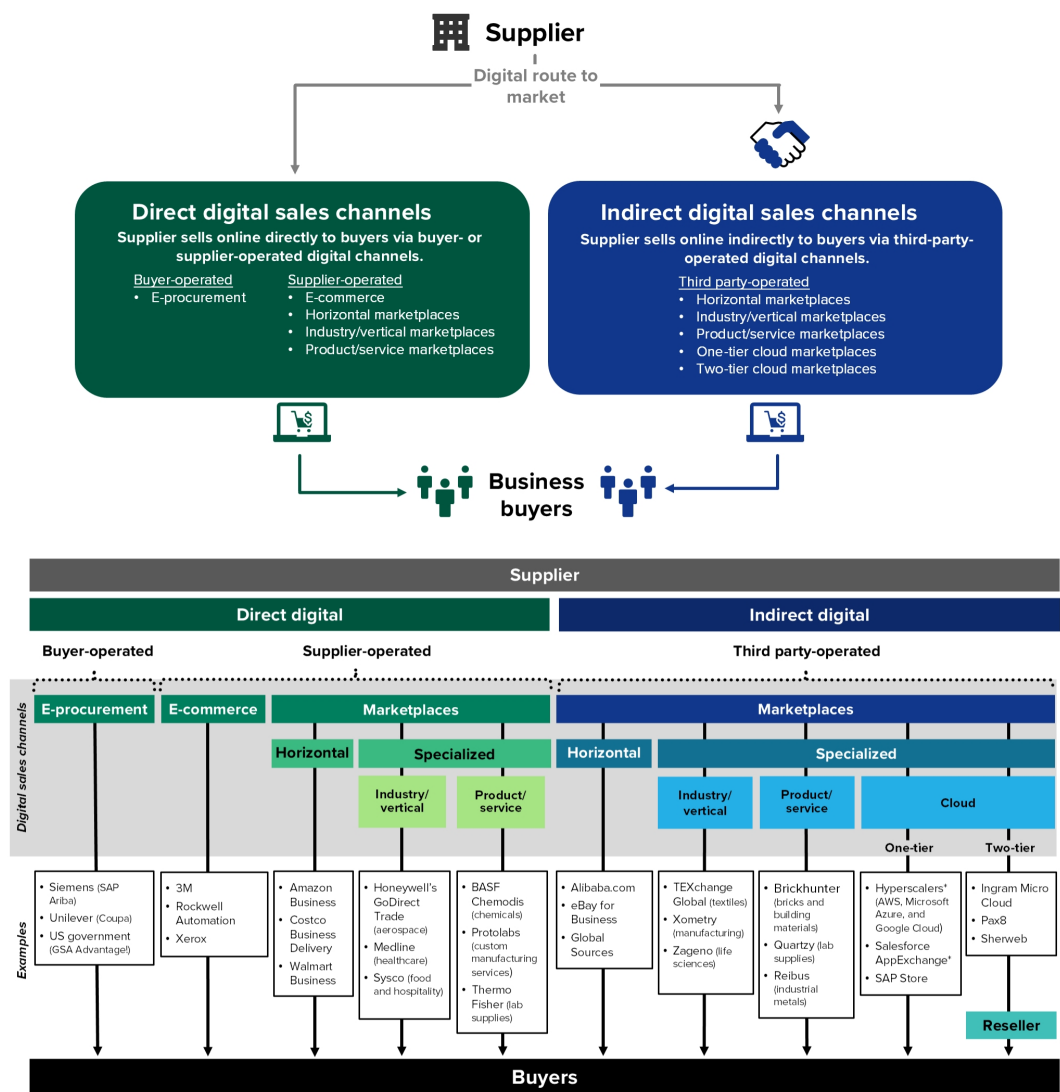 Supplier
Digital route to
market
Direct digital sales channels
Supplier sells online directly to buyers via buyer- or
supplier-operated digital channels.
Buyer-operated
• E-procurement
Supplier-operated
• E-commerce
• Horizontal marketplaces
• Industry/vertical marketplaces
• Product/service marketplaces
Indirect digital sales channels
Supplier sells online indirectly to buyers via third-party-
operated digital channels.
Third party-operated
• Horizontal marketplaces
• Industry/vertical marketplaces
• Product/service marketplaces
• One-tier cloud marketplaces
• Two-tier cloud marketplaces
$
$
Business
buyers
Supplier
Direct digital
Indirect digital
Buyer-operated
Supplier-operated
Third party-operated
Digital sales channels
E-procurement
E-commerce
Marketplaces
Marketplaces
Horizontal
Specialized
Horizontal
Specialized
Industry/
vertical
Product/
service
Industry/
vertical
Product/
service
Cloud
One-tier
Two-tier
Examples
• Siemens (SAP
Ariba)
• Unilever (Coupa)
• US government
(GSA Advantage!)
• 3M
• Rockwell
Automation
• Xerox
• Amazon
Business
• Costco
Business
Delivery
• Walmart
Business
• Honeywell's
GoDirect
Trade
(aerospace)
• Medline
(healthcare)
• Sysco (food
and hospitality)
• BASF
Chemodis
(chemicals)
• Protolabs
(custom
manufacturing
services)
• Thermo
Fisher (lab
supplies)
• Alibaba.com
• eBay for
Business
• Global
Sources
• TEXchange
Global (textiles)
• Xometry
(manufacturing)
• Zageno (life
sciences)
• Brickhunter
(bricks and
building
materials)
• Quartzy (lab
supplies)
• Reibus
(industrial
metals)
• Hyperscalers*
(AWS, Microsoft
Azure, and
Google Cloud)
• Salesforce
AppExchange*
• SAP Store
• Ingram Micro
Cloud
• Pax8
• Sherweb
Reseller
Buyers